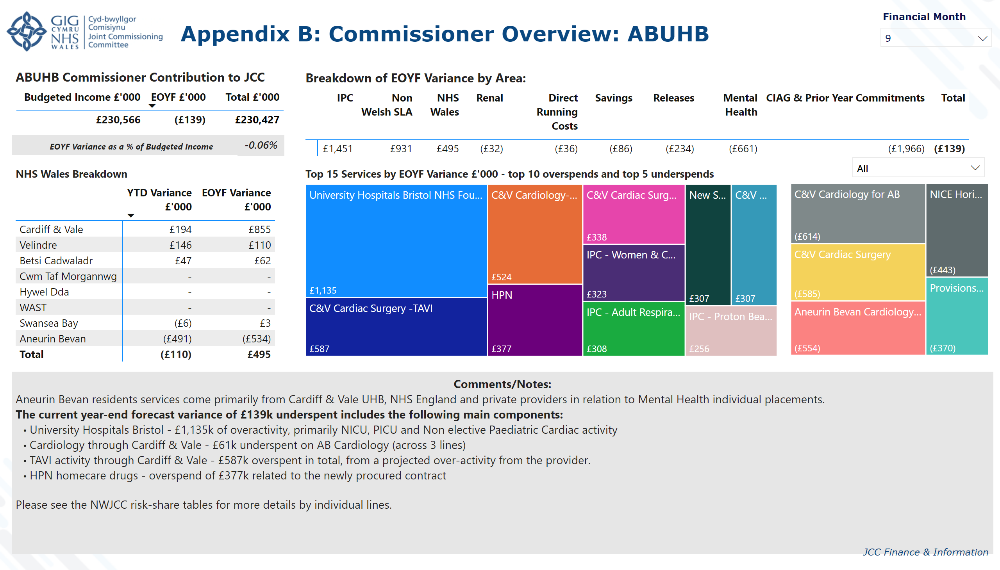 GIG
CYMRU
NHS
WALES
Cyd-bwyllgor
Comisiynu
Joint Commissioning
Committee
Appendix B: Commissioner Overview: ABUHB
Financial Month
9
ABUHB Commissioner Contribution to JCC
Budgeted Income £'000 EOYF £'000 Total £'000
£230,566 (£139) £230,427
EOYF Variance as a % of Budgeted Income -0.06%
Breakdown of EOYF Variance by Area:
IPC Non Welsh SLA NHS Wales Renal Direct Running Costs Savings Releases Mental Health CIAG & Prior Year Commitments Total
£1,451 £931 £495 (£32) (£36) (£86) (£234) (£661) (£1,966) (£139)
All
NHS Wales Breakdown
YTD Variance £'000 EOYF Variance £'000
Cardiff & Vale £194 £855
Velindre £146 £110
Betsi Cadwaladr £47 £62
Cwm Taf Morgannwg - -
Hywel Dda - -
WAST - -
Swansea Bay (£6) £3
Aneurin Bevan (£491) (£534)
Total (£110) £495
Top 15 Services by EOYF Variance £'000 - top 10 overspends and top 5 underspends
University Hospitals Bristol NHS Fou...
£1,135
C&V Cardiac Surgery -TAVI
£587
C&V Cardiology-...
£524
HPN
£377
C&V Cardiac Surg...
£338
IPC - Women & C...
£323
IPC - Adult Respira...
£308
New S...
£307
C&V ...
£307
IPC - Proton Bea...
£256
C&V Cardiology for AB
(£614)
C&V Cardiac Surgery
(£585)
Aneurin Bevan Cardiology...
(£554)
NICE Hori...
(£443)
Provisions...
(£370)
Comments/Notes:
Aneurin Bevan residents services come primarily from Cardiff & Vale UHB, NHS England and private providers in relation to Mental Health individual placements.
The current year-end forecast variance of £139k underspent includes the following main components:
• University Hospitals Bristol - £1,135k of overactivity, primarily NICU, PICU and Non elective Paediatric Cardiac activity
• Cardiology through Cardiff & Vale - £61k underspent on AB Cardiology (across 3 lines)
• TAVI activity through Cardiff & Vale - £587k overspent in total, from a projected over-activity from the provider.
• HPN homecare drugs - overspend of £377k related to the newly procured contract
Please see the NWJCC risk-share tables for more details by individual lines.
JCC Finance & Information